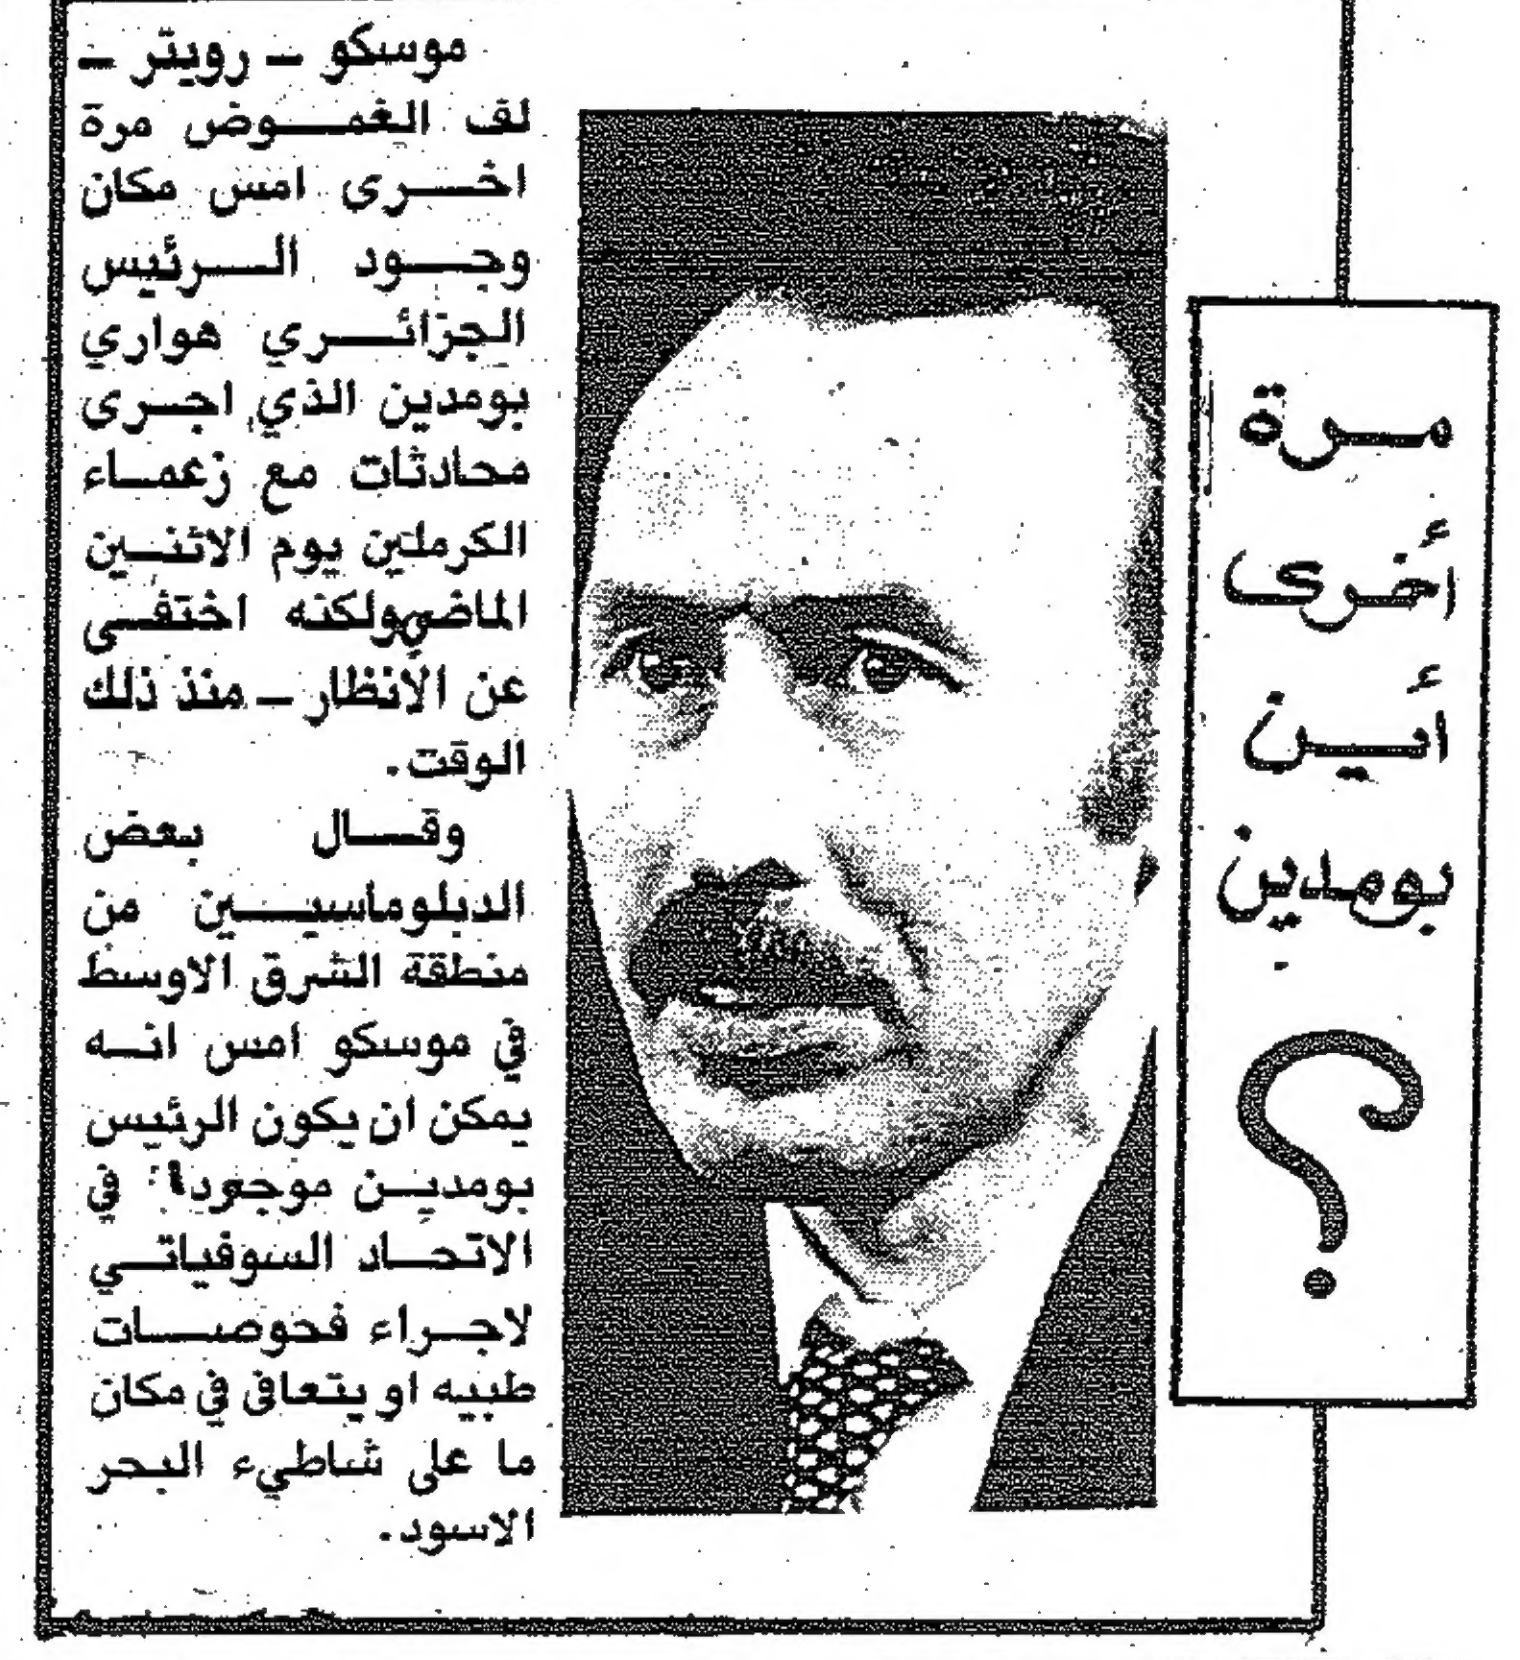 مرة
أخرى
أين
بومدين
؟
موسكو ـ رويتر ـ
لف الغموض مرة
اخرى امس مكان
وجود الرئيس
الجزائري هواري
بومدين الذي اجرى
محادثات مع زعماء
الكرملين يوم الاثنين
الماضي ولكنه اختفى
عن الأنظار ـ منذ ذلك
الوقت .
وقال بعض
الدبلوماسيين من
منطقة الشرق الاوسط
في موسكو امس انه
يمكن ان يكون الرئيس
بومدين موجودا في
الاتحاد السوفياتي
لاجراء فحوصات
طبيه او يتعافى في مكان
ما على شاطيء البحر
الاسود .